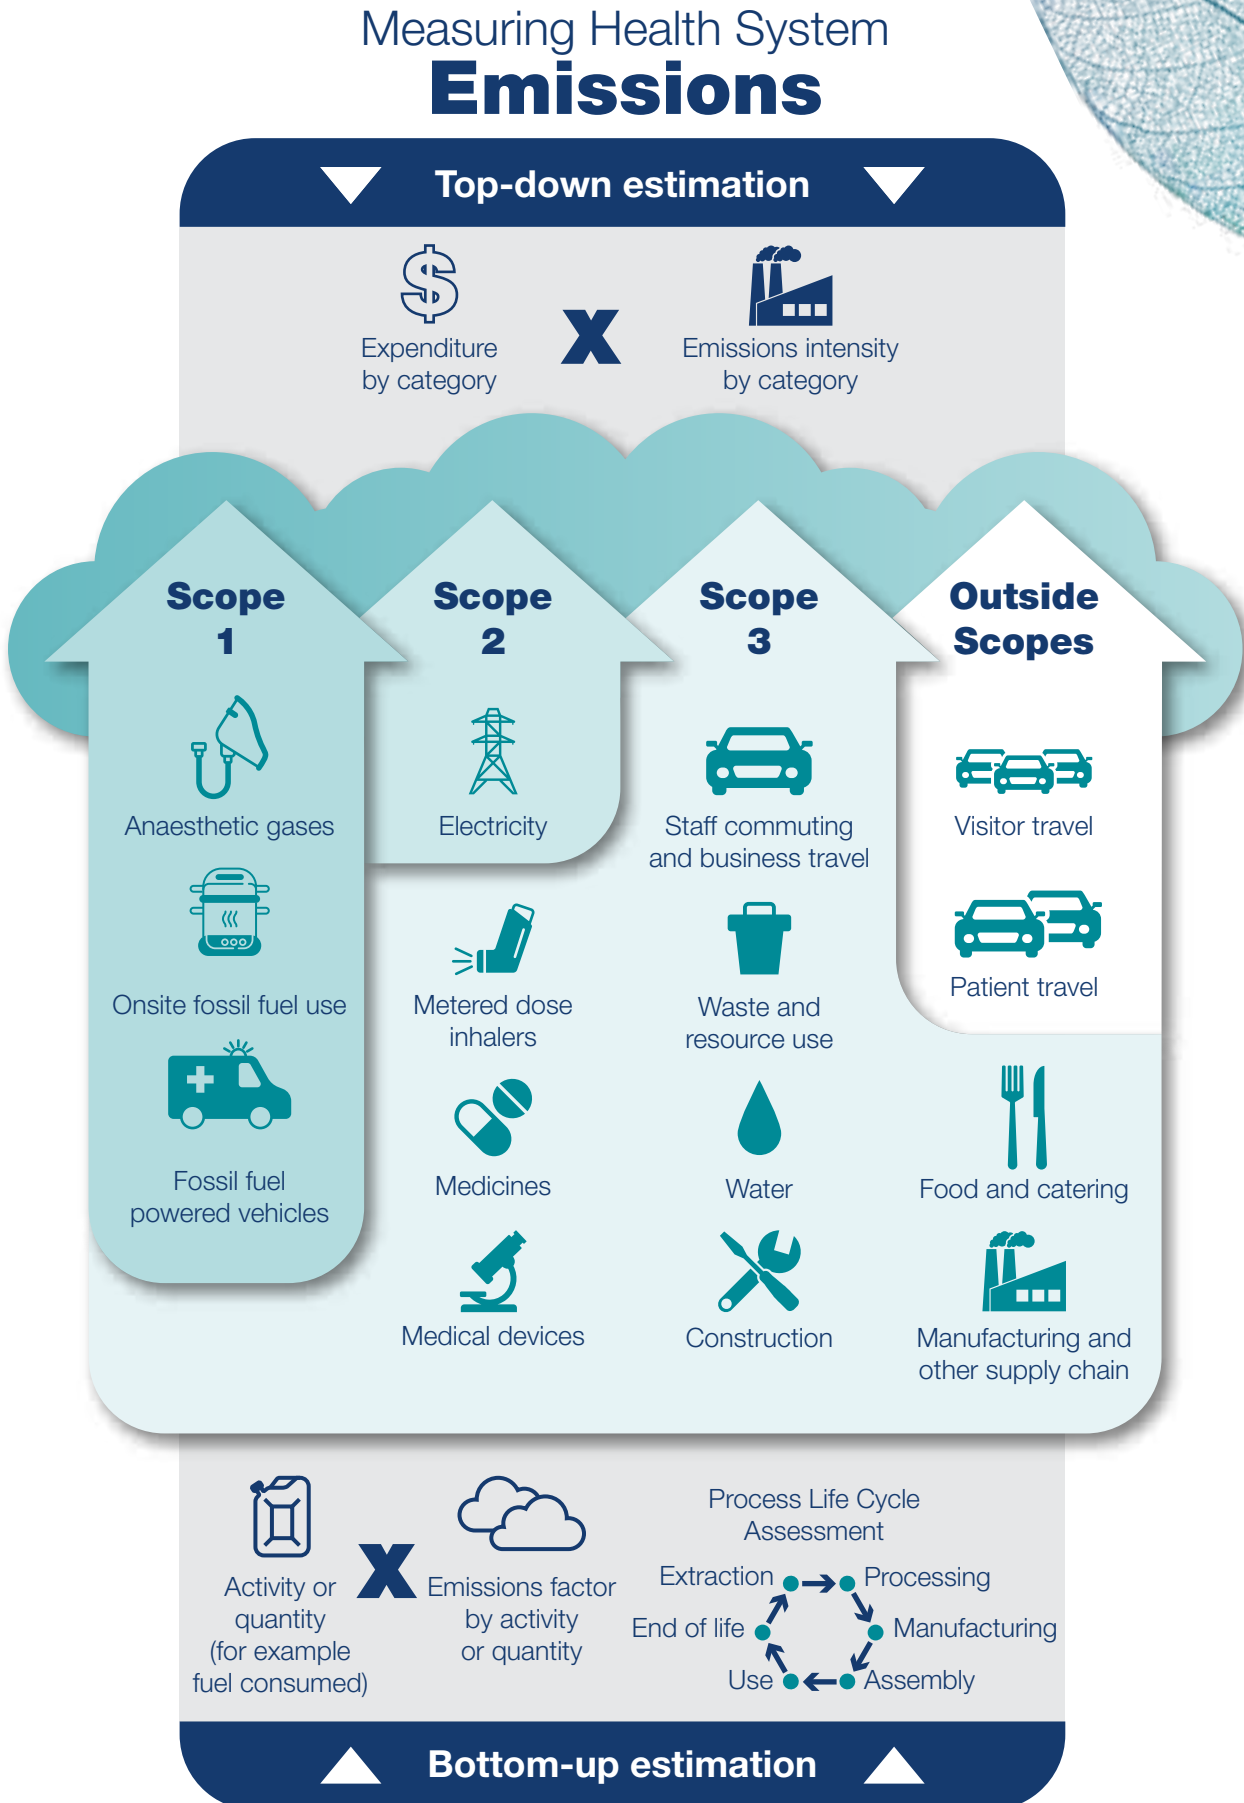 Measuring Health System
Emissions
Top-down estimation
$
Expenditure
by category
X
Emissions intensity
by category
Scope
1
Anaesthetic gases
Onsite fossil fuel use
Fossil fuel
powered vehicles
Scope
2
Electricity
Scope
3
Staff commuting
and business travel
Metered dose
inhalers
Waste and
resource use
Medicines
Water
Food and catering
Medical devices
Construction
Manufacturing and
other supply chain
Outside
Scopes
Visitor travel
Patient travel
Activity or
quantity
(for example
fuel consumed)
X
Emissions factor
by activity
or quantity
Process Life Cycle
Assessment
Extraction
Processing
Manufacturing
Assembly
Use
End of life
Bottom-up estimation